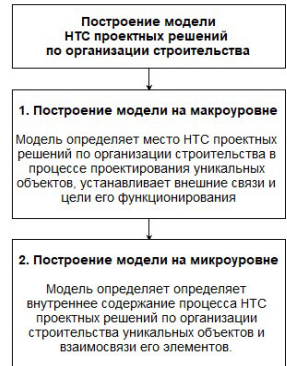 Построение модели
НТС проектных решений
по организации строительства
1. Построение модели на макроуровне
Модель определяет место НТС проектных
решений по организации строительства в
процессе проектирования уникальных
объектов, устанавливает внешние связи и
цели его функционирования
2. Построение модели на микроуровне
Модель определяет определяет
внутреннее содержание процесса НТС
проектных решений по организации
строительства уникальных объектов и
взаимосвязи его элементов.